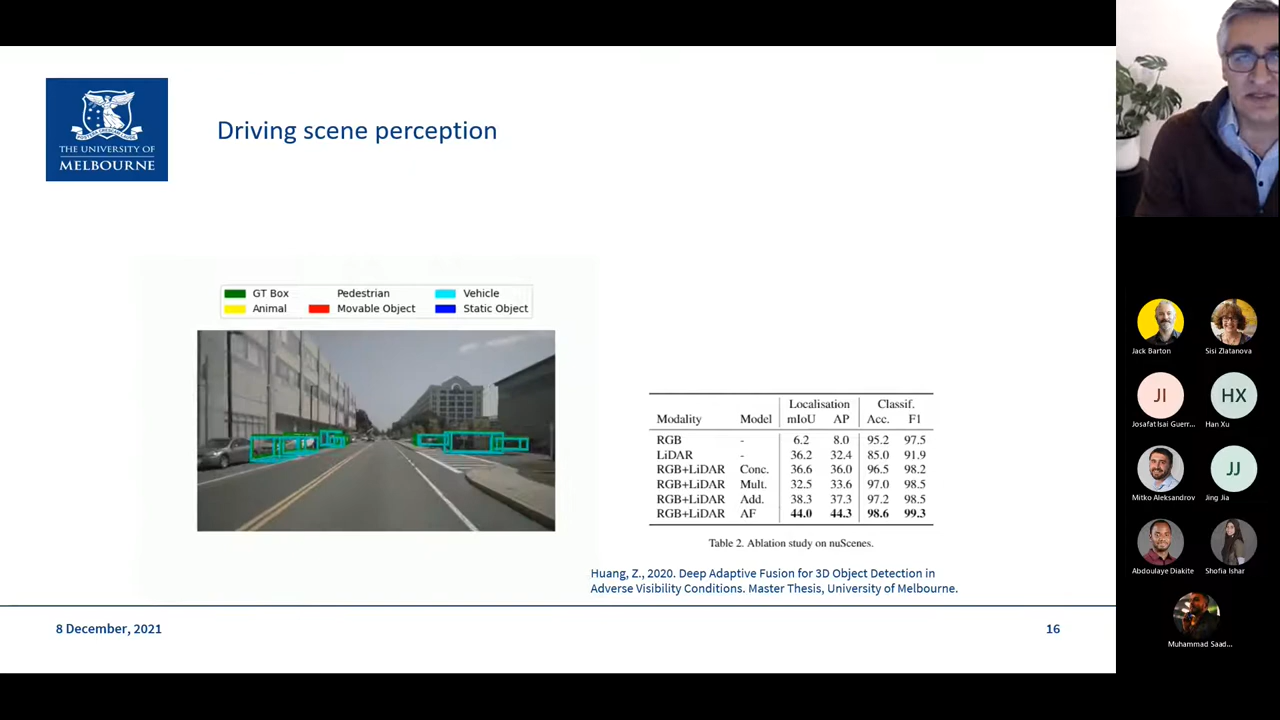 THE UNIVERSITY OF
MELBOURNE
Driving scene perception
GT Box Pedestrian Vehicle
Animal Movable Object Static Object
Localisation Classif.
Modality Model mIoU AP Acc. F1
RGB - 6.2 8.0 95.2 97.5
LiDAR - 36.2 32.4 85.0 91.9
RGB+LiDAR Conc. 36.6 36.0 96.5 98.2
RGB+LiDAR Mult. 32.5 33.6 97.0 98.5
RGB+LiDAR Add. 38.3 37.3 97.2 98.5
RGB+LiDAR AF 44.0 44.3 98.6 99.3
Table 2. Ablation study on nuScenes.
Huang, Z., 2020. Deep Adaptive Fusion for 3D Object Detection in
Adverse Visibility Conditions. Master Thesis, University of Melbourne.
8 December, 2021
16
Jack Barton
Sisi Zlatanova
JI
HX
Josafat Isai Guerr...
Han Xu
JJ
Mitko Aleksandrov
Jing Jia
Abdoulaye Diakite
Shofia Ishar
Muhammad Saad...